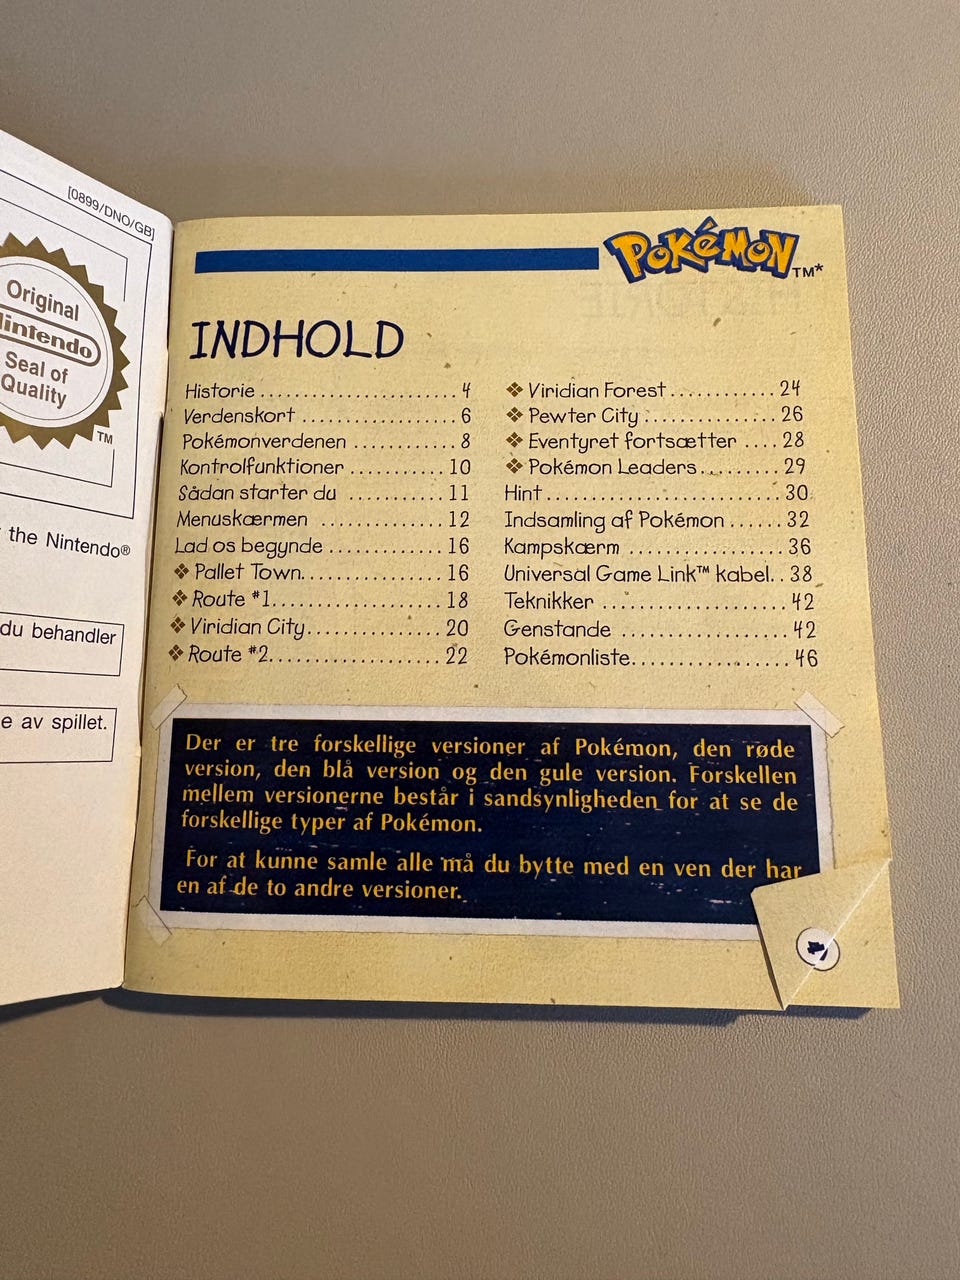 [0899/DNO/GB]
Original
Nintendo
Seal of
Quality
TM
the Nintendo®
du behandler
av spillet.
POKéMON TM*
INDHOLD
Historie ........................ 4
Verdenskort ................... 6
Pokémonverdenen ............. 8
Kontrolfunktioner ........... 10
Sådan starter du ........... 11
Menuskærmen .............. 12
Lad os begynde ............. 16
❖ Pallet Town................ 16
❖ Route #1.................... 18
❖ Viridian City............... 20
❖ Route #2.................... 22
❖ Viridian Forest ............ 24
❖ Pewter City ............... 26
❖ Eventyret fortsætter .... 28
❖ Pokémon Leaders......... 29
Hint........................... 30
Indsamling af Pokémon ...... 32
Kampskærm ................. 36
Universal Game Link™ kabel.. 38
Teknikker .................... 42
Genstande .................. 42
Pokémonliste................. 46
Der er tre forskellige versioner af Pokémon, den røde
version, den blå version og den gule version. Forskellen
mellem versionerne består i sandsynligheden for at se de
forskellige typer af Pokémon.
For at kunne samle alle må du bytte med en ven der har
en af de to andre versioner.